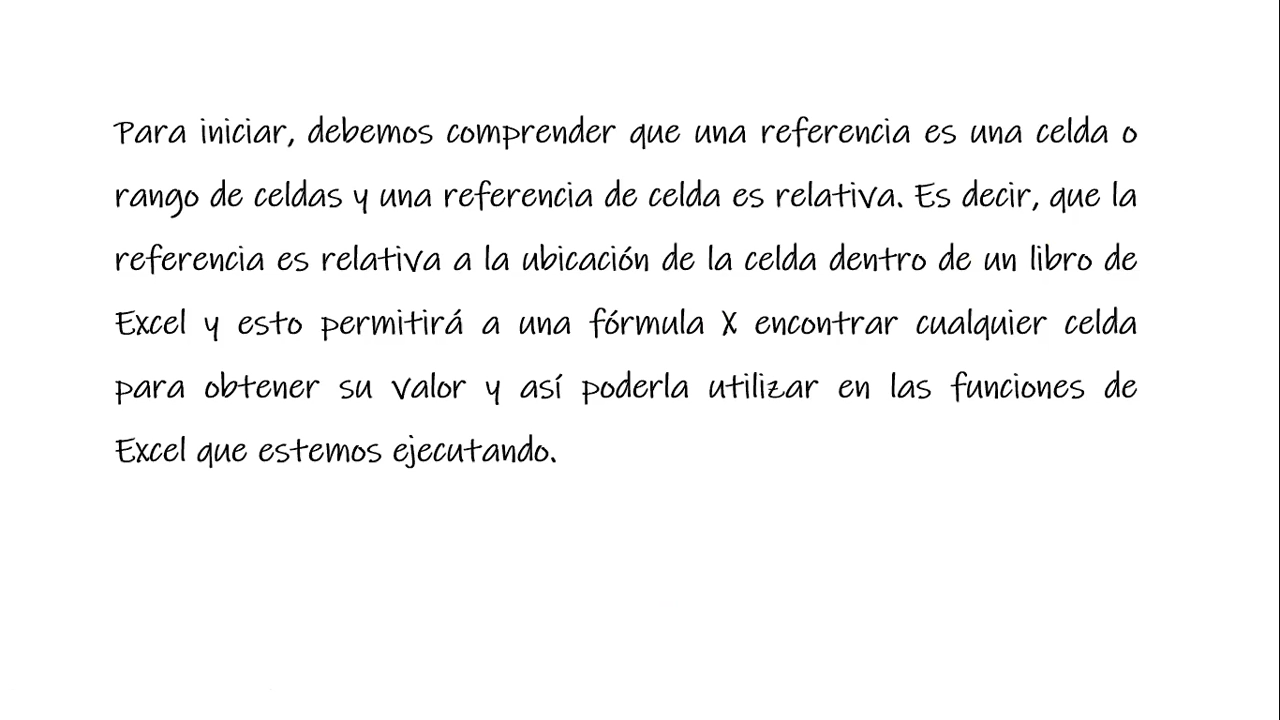 Para iniciar, debemos comprender que una referencia es una celda o
rango de celdas y una referencia de celda es relativa. Es decir, que la
referencia es relativa a la ubicación de la celda dentro de un libro de
Excel y esto permitirá a una fórmula X encontrar cualquier celda
para obtener su valor y así poderla utilizar en las funciones de
Excel que estemos ejecutando.